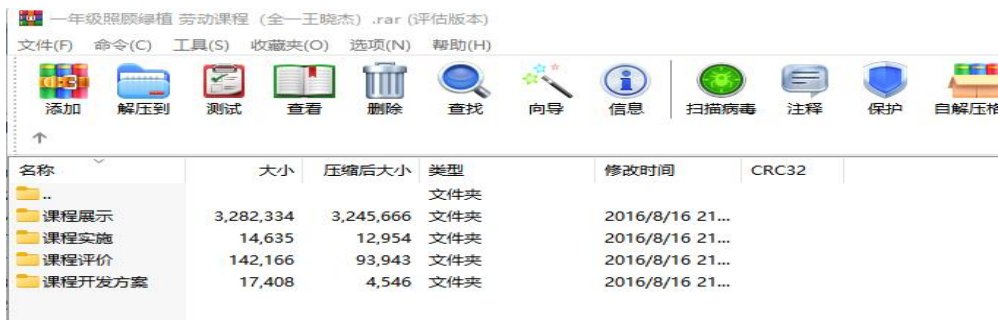 一年级照顾绿植 劳动课程（全一王晓杰）.rar (评估版本)
文件(F) 命令(C) 工具(S) 收藏夹(O) 选项(N) 帮助(H)
添加 解压到 测试 查看 删除 查找 向导 信息 扫描病毒 注释 保护 自解压格
名称 大小 压缩后大小 类型 修改时间 CRC32
.. 文件夹
课程展示 3,282,334 3,245,666 文件夹 2016/8/16 21...
课程实施 14,635 12,954 文件夹 2016/8/16 21...
课程评价 142,166 93,943 文件夹 2016/8/16 21...
课程开发方案 17,408 4,546 文件夹 2016/8/16 21...